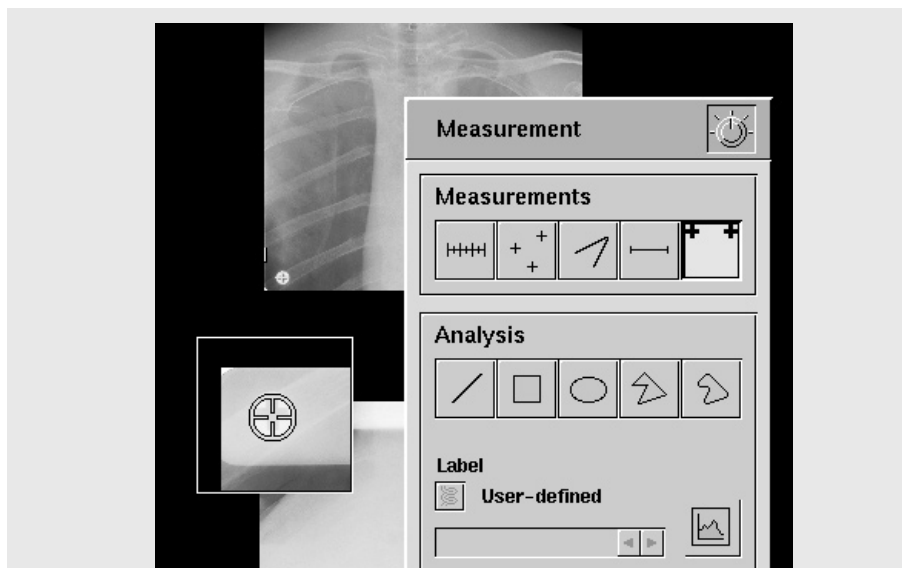 Measurement
Measurements
Analysis
Label
User-defined